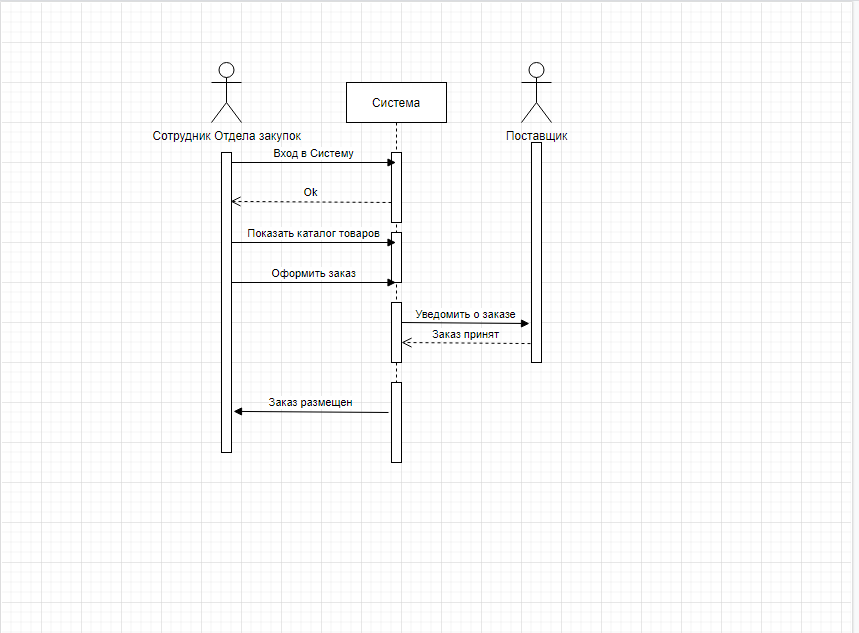 Система
Сотрудник Отдела закупок
Поставщик
Вход в Систему
Ok
Показать каталог товаров
Оформить заказ
Уведомить о заказе
Заказ принят
Заказ размещен